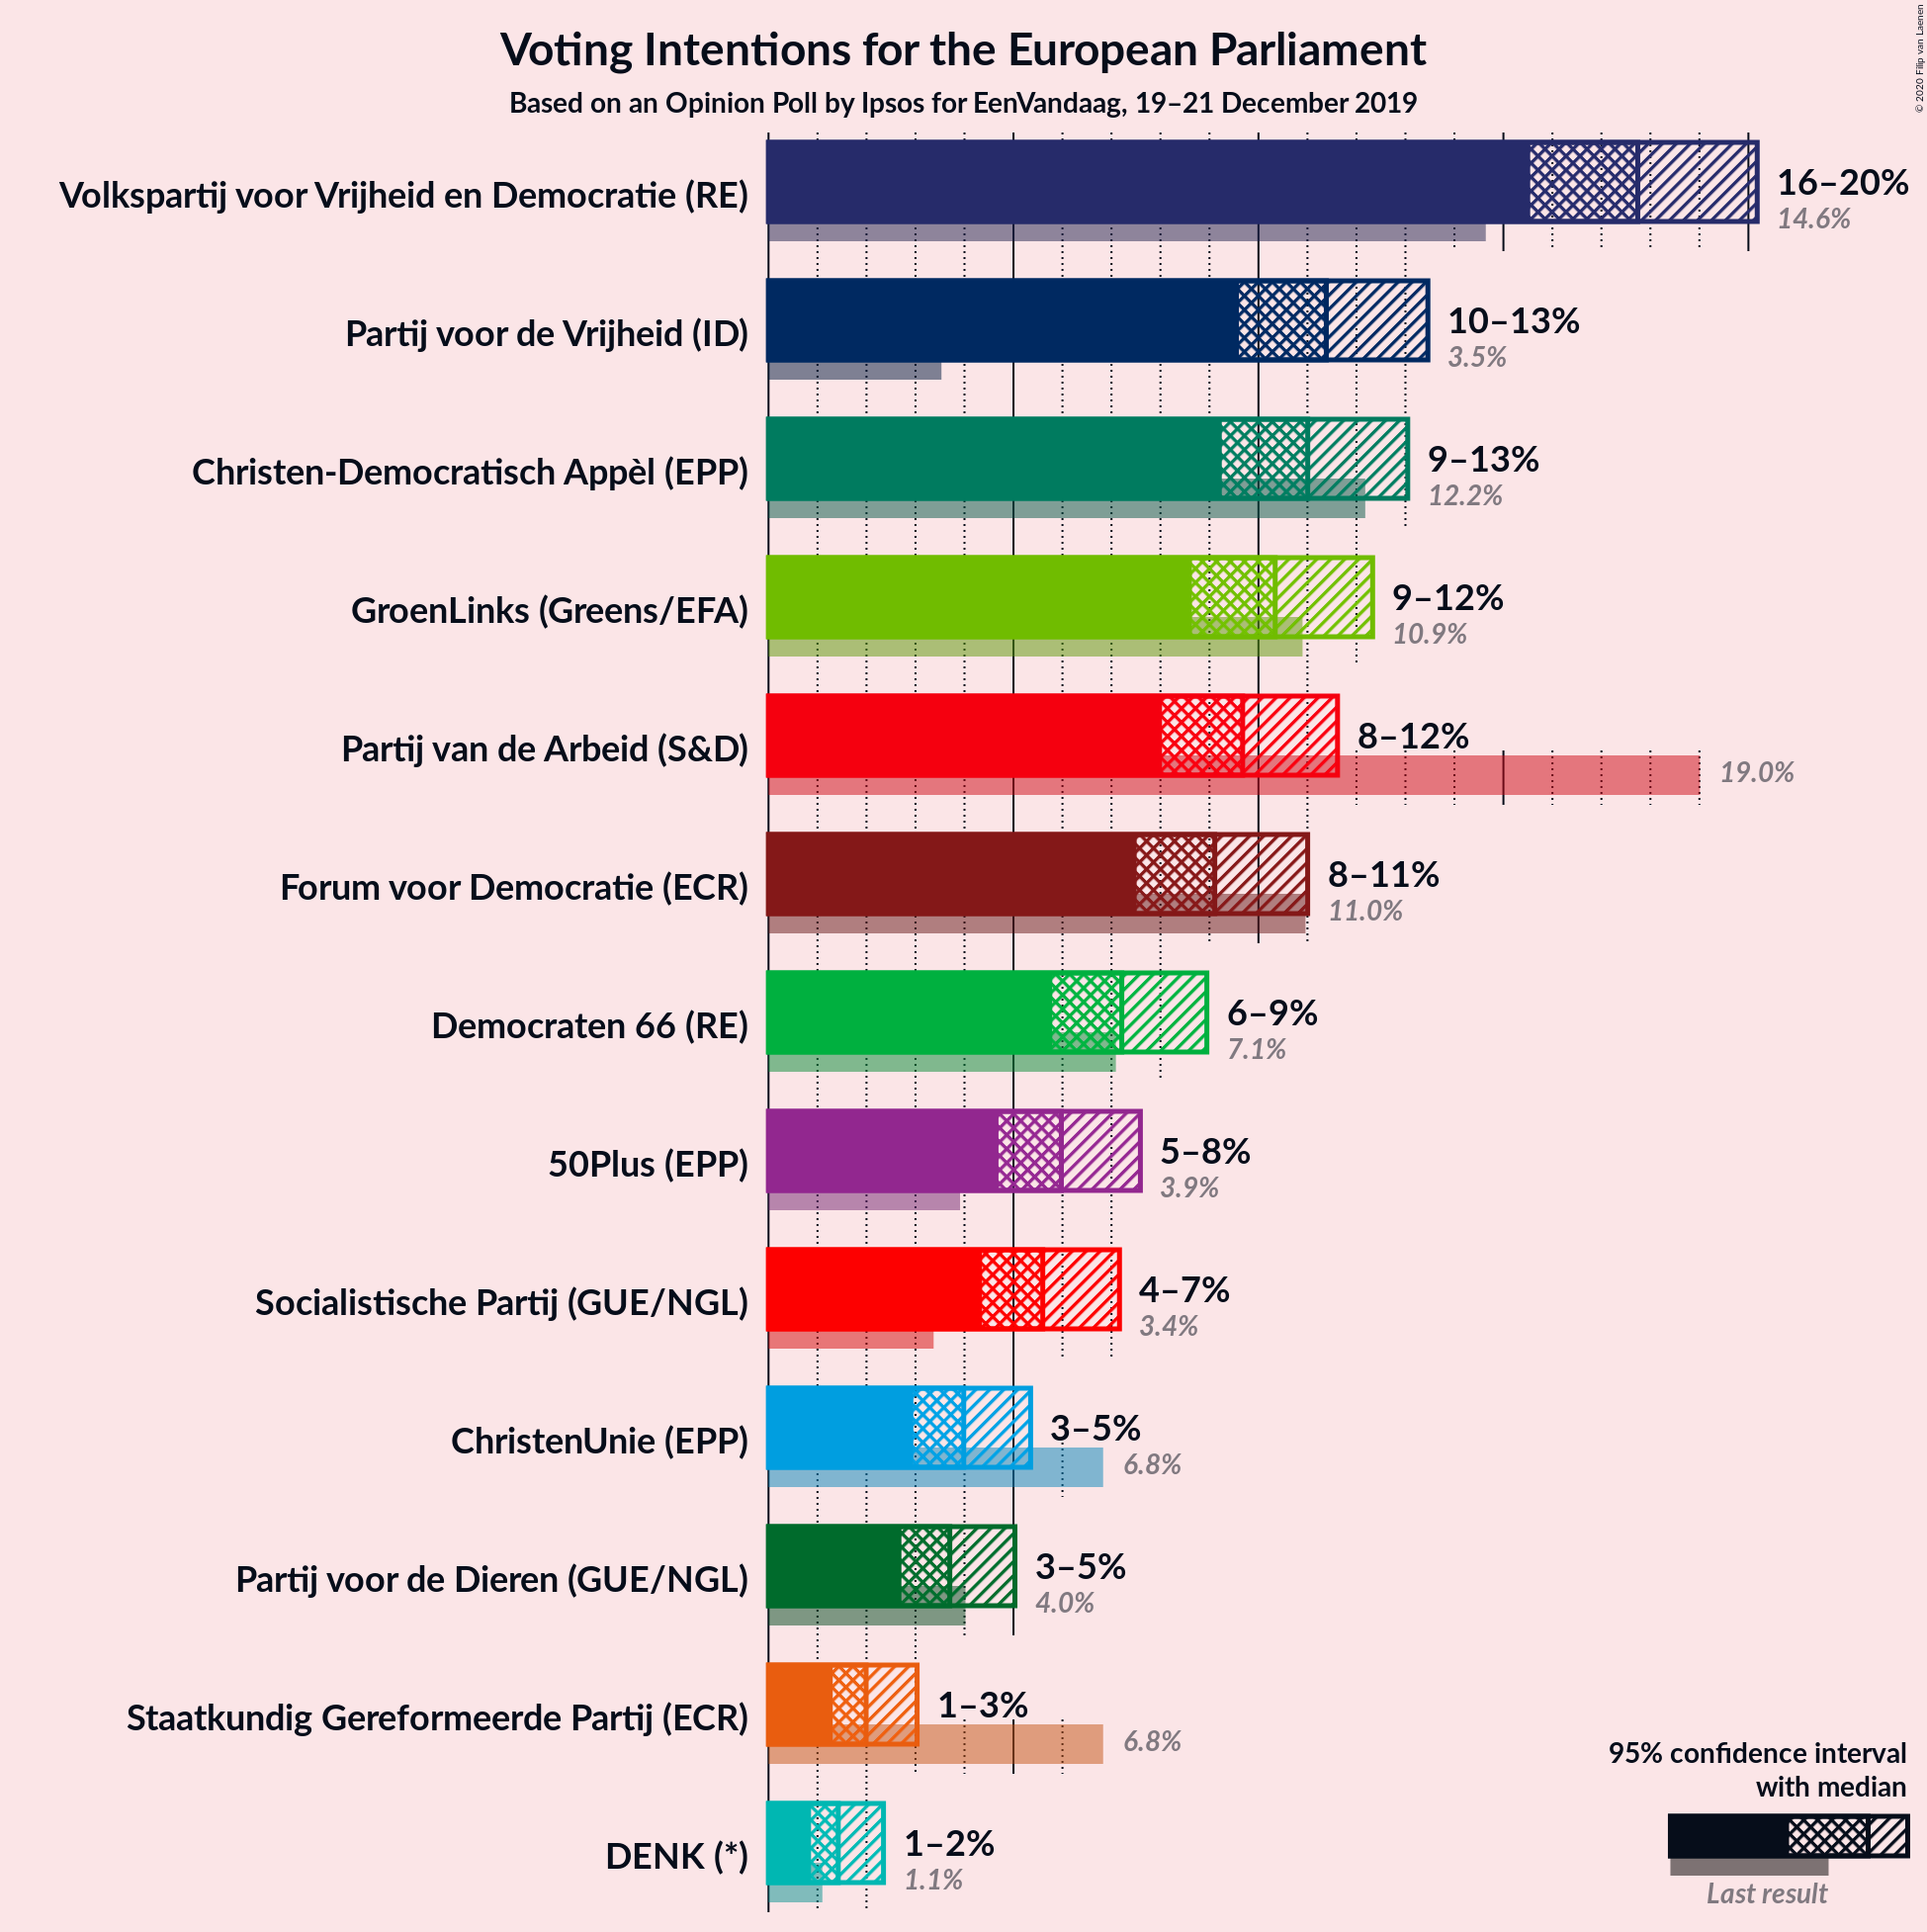 Voting Intentions for the European Parliament
Based on an Opinion Poll by Ipsos for EenVandaag, 19–21 December 2019
© 2020 Filip van Laenen
Volkspartij voor Vrijheid en Democratie (RE)
16–20%
14.6%
Partij voor de Vrijheid (ID)
10–13%
3.5%
Christen-Democratisch Appèl (EPP)
9–13%
12.2%
GroenLinks (Greens/EFA)
9–12%
10.9%
Partij van de Arbeid (S&D)
8–12%
19.0%
Forum voor Democratie (ECR)
8–11%
11.0%
Democraten 66 (RE)
6–9%
7.1%
50Plus (EPP)
5–8%
3.9%
Socialistische Partij (GUE/NGL)
4–7%
3.4%
ChristenUnie (EPP)
3–5%
6.8%
Partij voor de Dieren (GUE/NGL)
3–5%
4.0%
Staatkundig Gereformeerde Partij (ECR)
1–3%
6.8%
DENK (*)
1–2%
1.1%
95% confidence interval
with median
Last result